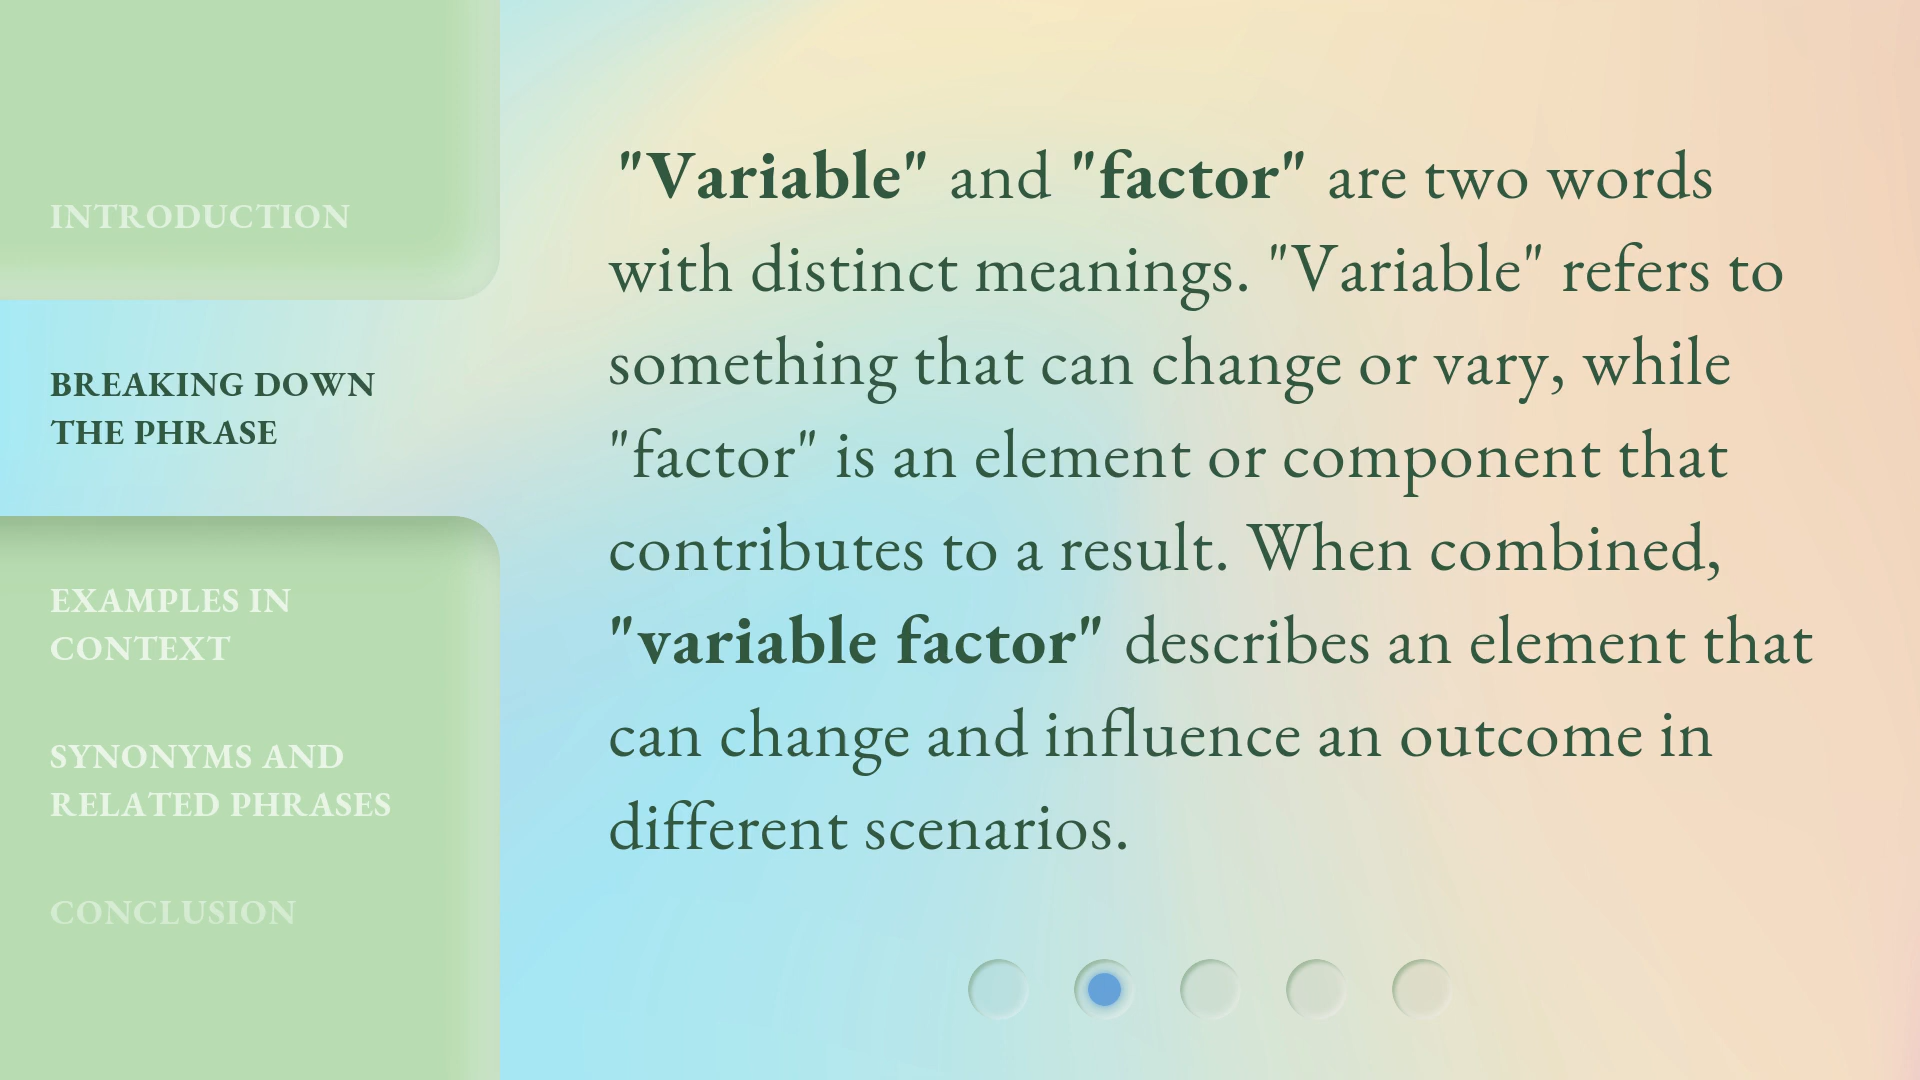 INTRODUCTION
BREAKING DOWN
THE PHRASE
EXAMPLES IN
CONTEXT
SYNONYMS AND
RELATED PHRASES
CONCLUSION
"Variable" and "factor" are two words
with distinct meanings. "Variable" refers to
something that can change or vary, while
"factor" is an element or component that
contributes to a result. When combined,
"variable factor" describes an element that
can change and influence an outcome in
different scenarios.